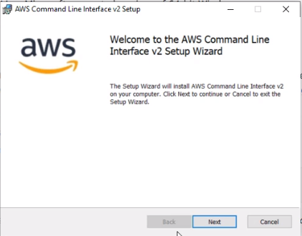 AWS Command Line Interface v2 Setup
aws
Welcome to the AWS Command Line
Interface v2 Setup Wizard
The Setup Wizard will install AWS Command Line Interface v2
on your computer. Click Next to continue or Cancel to exit the
Setup Wizard.
Back Next Cancel